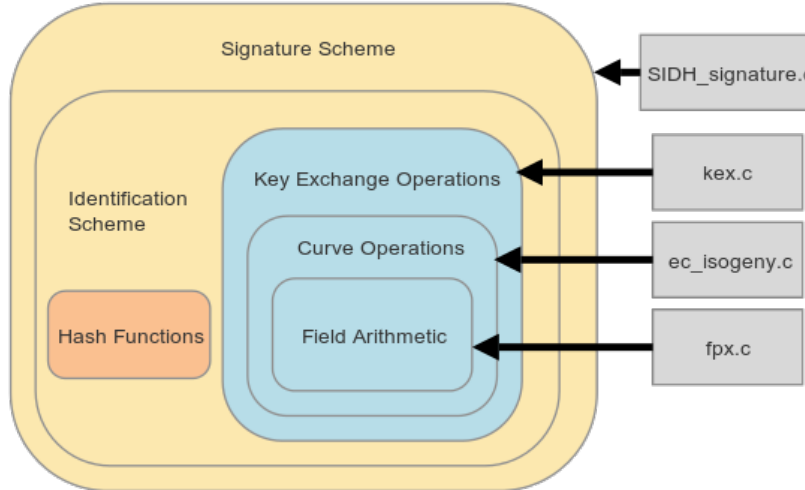 Signature Scheme
SIDH_signature.c
Key Exchange Operations
kex.c
Identification
Scheme
Curve Operations
ec_isogeny.c
Hash Functions
Field Arithmetic
fpx.c